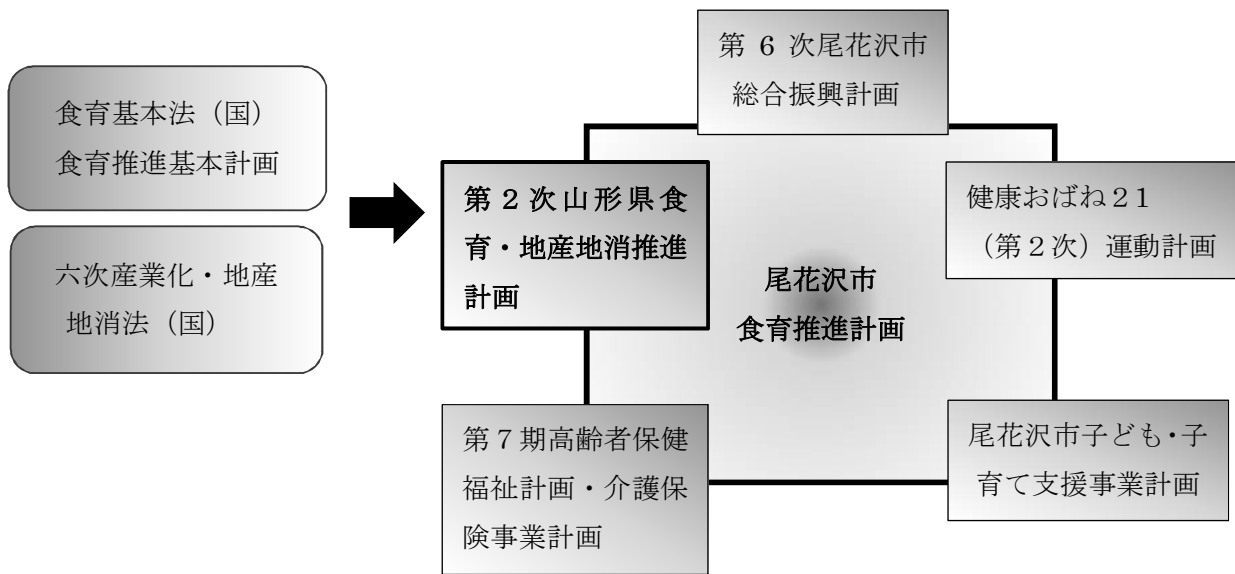 第６次尾花沢市
総合振興計画
食育基本法（国）
食育推進基本計画
六次産業化・地産
地消法（国）
第２次山形県食
育・地産地消推進
計画
健康おばね２１
（第２次）運動計画
尾花沢市
食育推進計画
第７期高齢者保健
福祉計画・介護保
険事業計画
尾花沢市子ども・子
育て支援事業計画